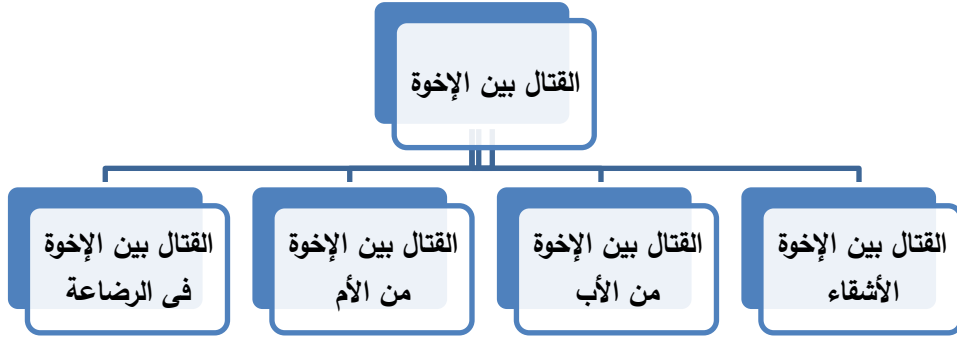 القتال بين الإخوة
القتال بين الإخوة
الأشقاء
القتال بين الإخوة
من الأب
القتال بين الإخوة
من الأم
القتال بين الإخوة
فى الرضاعة